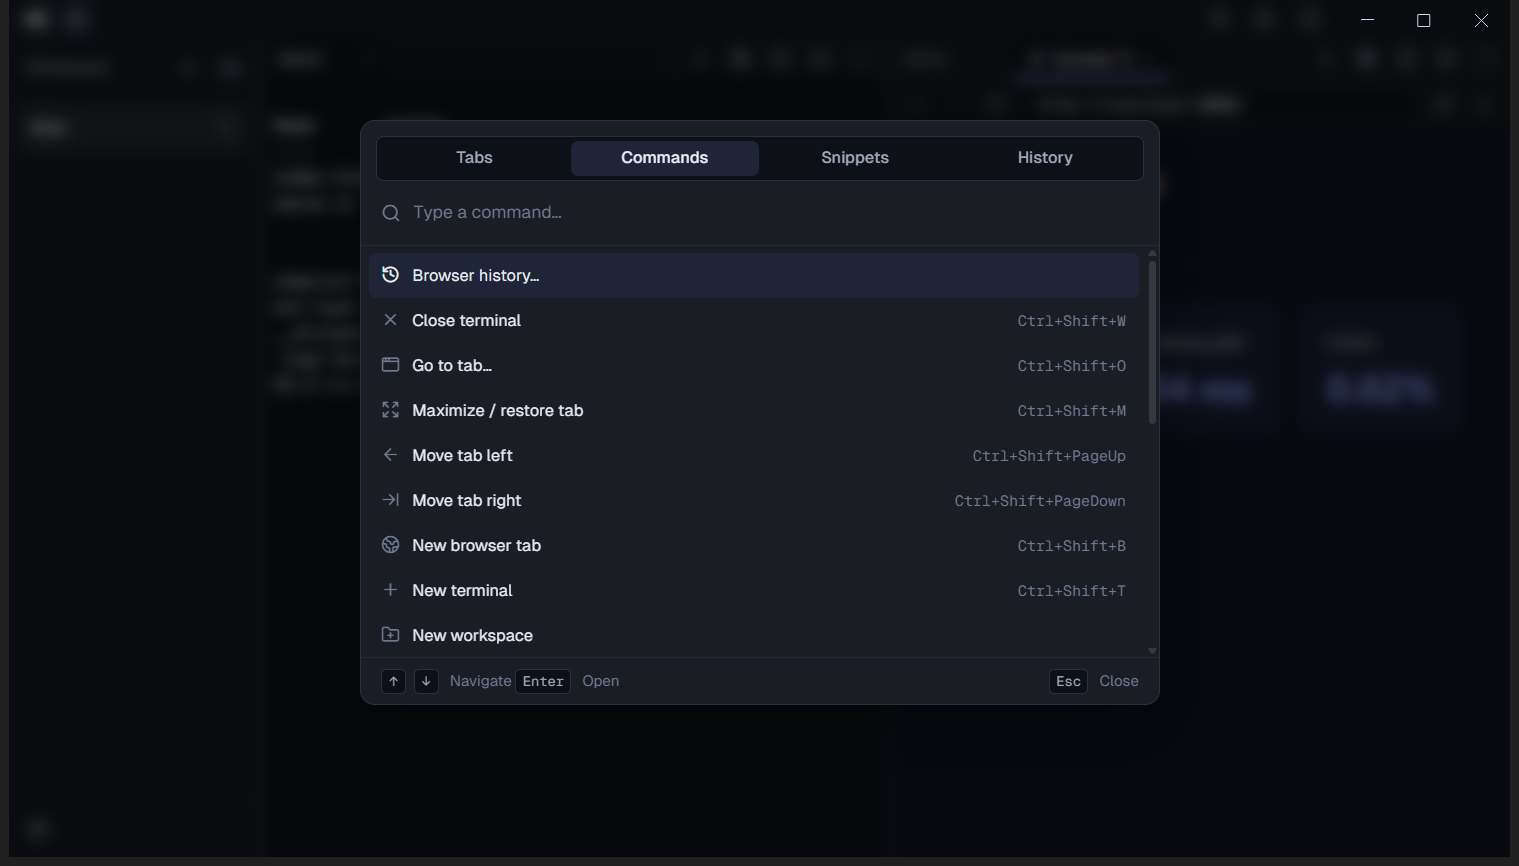 Tabs Commands Snippets History
Type a command...
Browser history...
Close terminal Ctrl+Shift+W
Go to tab... Ctrl+Shift+O
Maximize / restore tab Ctrl+Shift+M
Move tab left Ctrl+Shift+PageUp
Move tab right Ctrl+Shift+PageDown
New browser tab Ctrl+Shift+B
New terminal Ctrl+Shift+T
New workspace
↑ ↓ Navigate Enter Open Esc Close